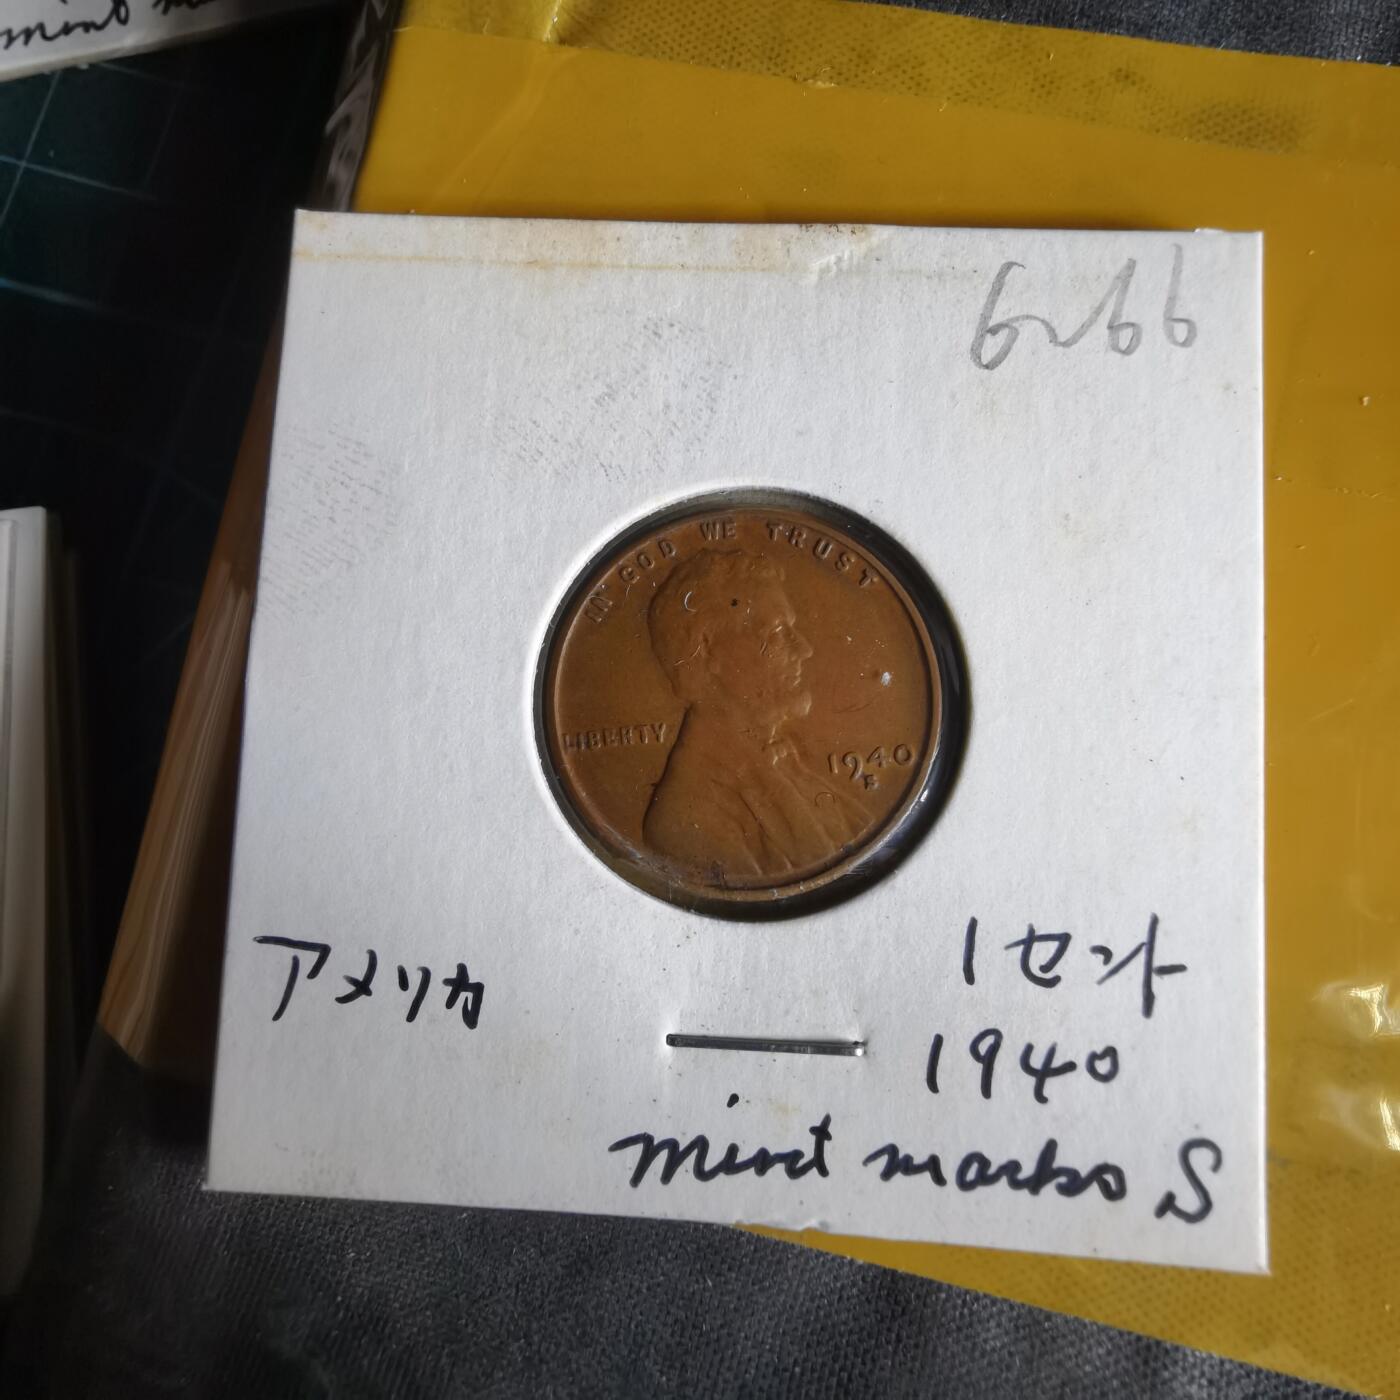 mint
6～66
IN GOD WE TRUST
LIBERTY
1940
S
アメリカ
1セント
1940
mint marks S